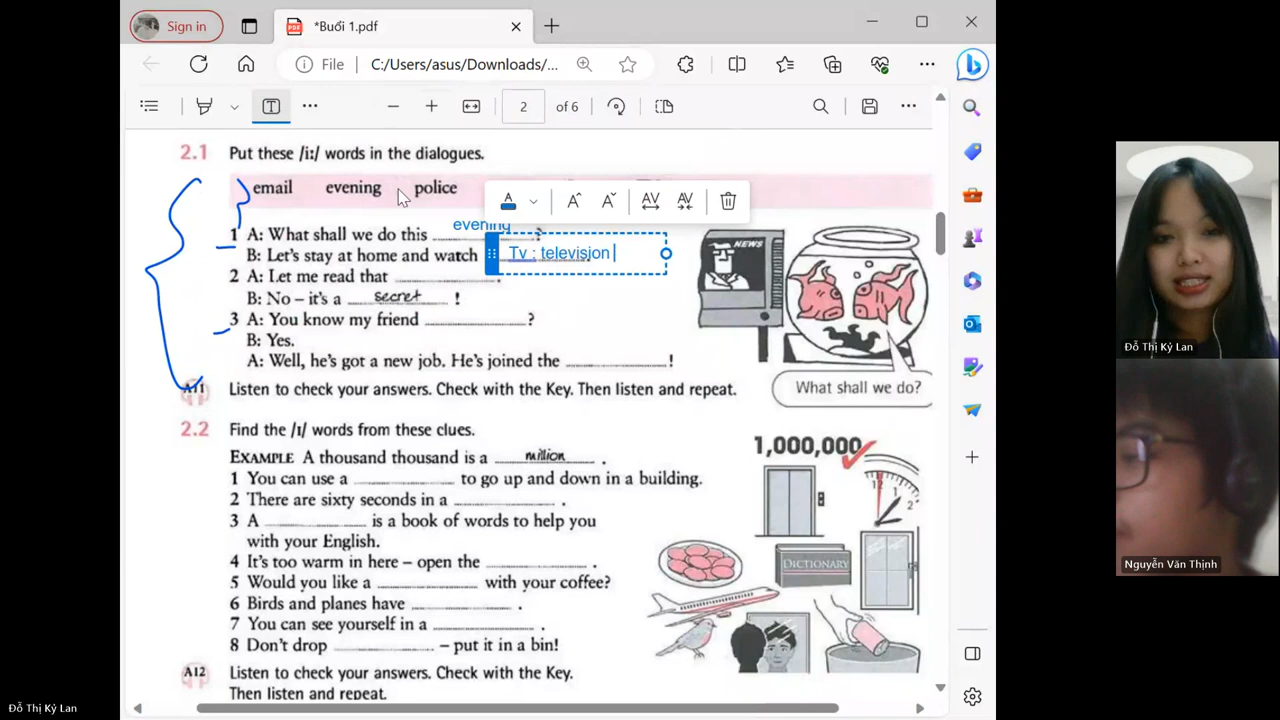 Sign in
*Buổi 1.pdf
File
C:/Users/asus/Downloads/...
2
of 6
2.1 Put these /iː/ words in the dialogues.
email evening police
evening
1 A: What shall we do this ?
B: Let's stay at home and watch Tv : television
2 A: Let me read that .
B: No – it's a secret !
3 A: You know my friend ?
B: Yes.
A: Well, he's got a new job. He's joined the !
NEWS
What shall we do?
A11 Listen to check your answers. Check with the Key. Then listen and repeat.
2.2 Find the /ɪ/ words from these clues.
EXAMPLE A thousand thousand is a million .
1 You can use a to go up and down in a building.
2 There are sixty seconds in a .
3 A is a book of words to help you
with your English.
4 It's too warm in here – open the .
5 Would you like a with your coffee?
6 Birds and planes have .
7 You can see yourself in a .
8 Don't drop – put it in a bin!
1,000,000
12
1
2
DICTIONARY
A12 Listen to check your answers. Check with the Key.
Then listen and repeat.
Đỗ Thị Kỷ Lan
Nguyễn Văn Thịnh
Đỗ Thị Kỷ Lan